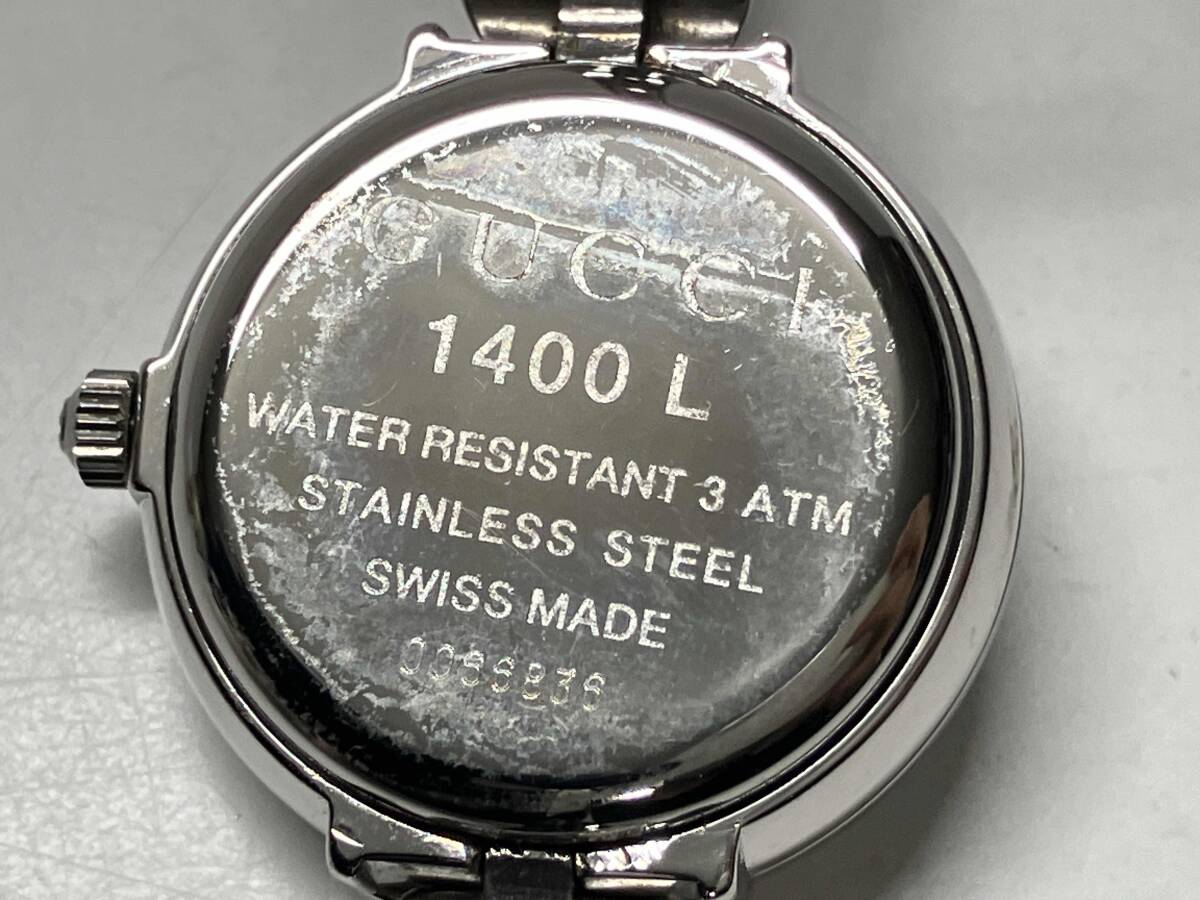 GUCCI
1400 L
WATER RESISTANT 3 ATM
STAINLESS STEEL
SWISS MADE